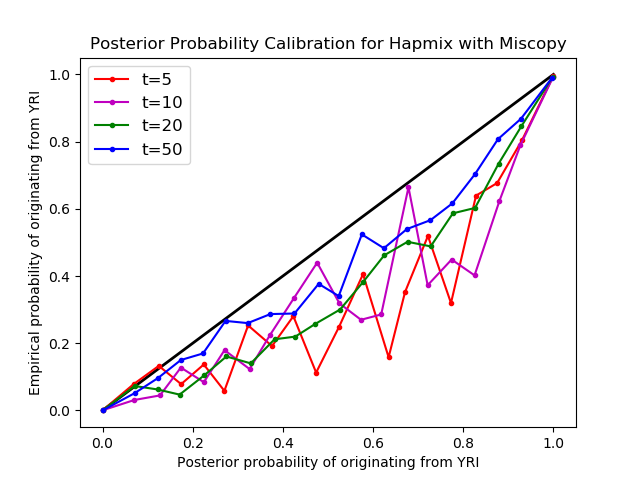 Posterior Probability Calibration for Hapmix with Miscopy
t=5
t=10
t=20
t=50
Empirical probability of originating from YRI
1.0
0.8
0.6
0.4
0.2
0.0
0.0 0.2 0.4 0.6 0.8 1.0
Posterior probability of originating from YRI